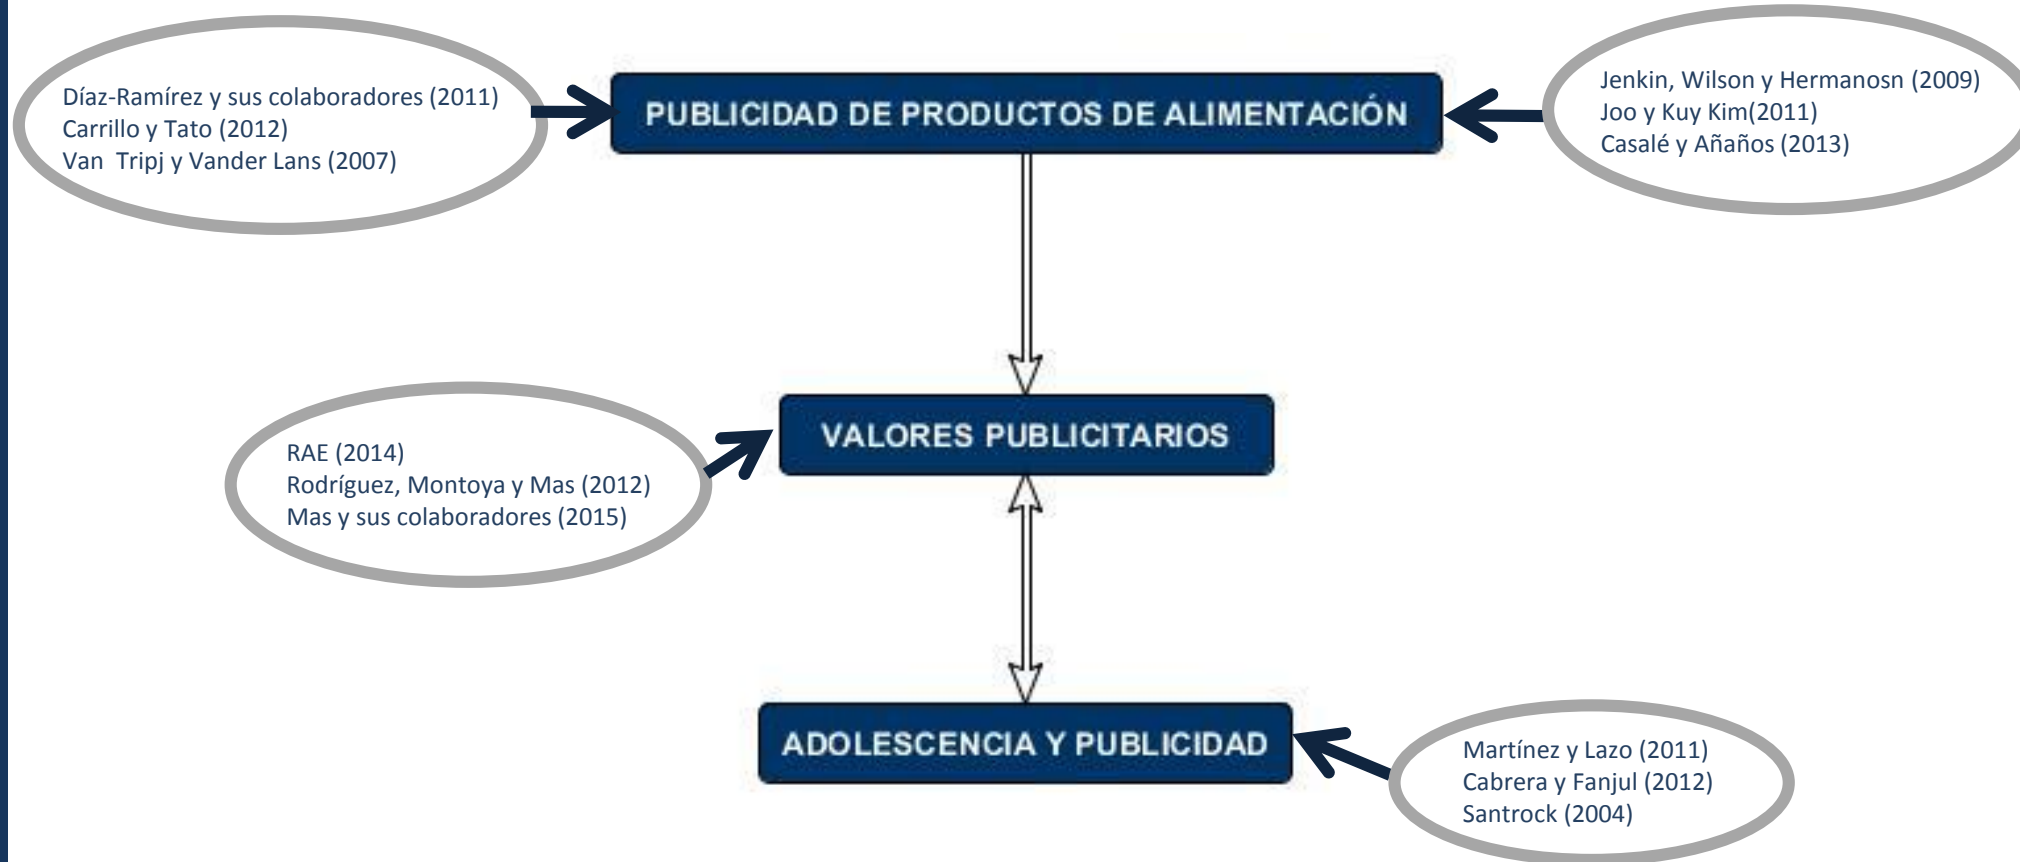 Díaz-Ramírez y sus colaboradores (2011)
Carrillo y Tato (2012)
Van Tripj y Vander Lans (2007)
PUBLICIDAD DE PRODUCTOS DE ALIMENTACIÓN
Jenkin, Wilson y Hermanosn (2009)
Joo y Kuy Kim(2011)
Casalé y Añaños (2013)
VALORES PUBLICITARIOS
RAE (2014)
Rodríguez, Montoya y Mas (2012)
Mas y sus colaboradores (2015)
ADOLESCENCIA Y PUBLICIDAD
Martínez y Lazo (2011)
Cabrera y Fanjul (2012)
Santrock (2004)